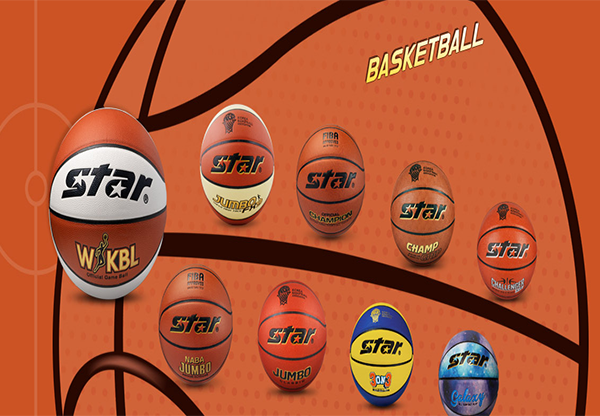 BASKETBALL
star®
WKBL
Official Game Ball
star
JUMBO FX
star
CHAMPION
star
CHAMP
star
CHALLENGER
star
NABA
JUMBO
star
JUMBO
star
star
Galaxy